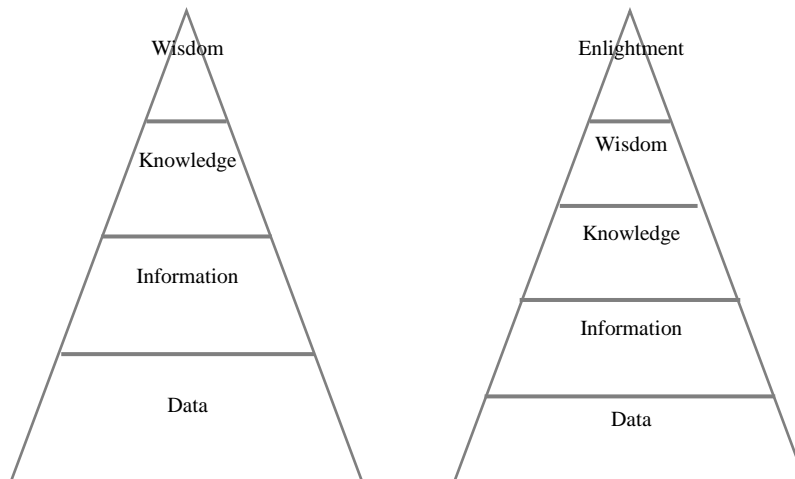 Wisdom
Knowledge
Information
Data
Enlightment
Wisdom
Knowledge
Information
Data